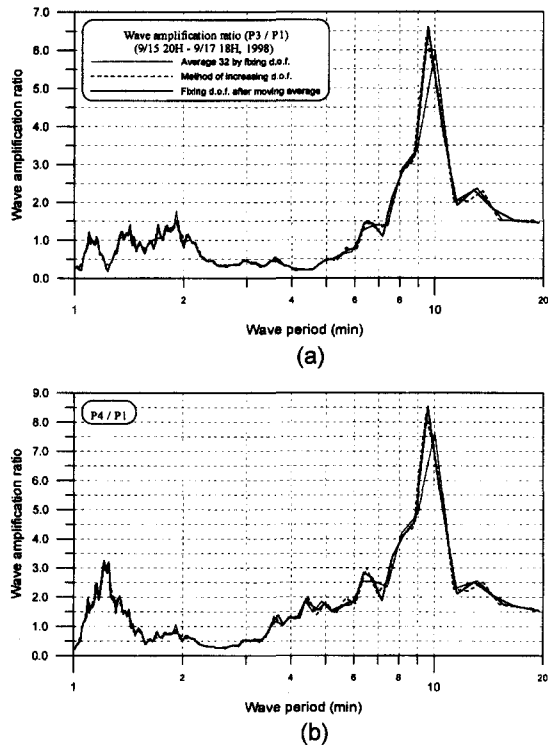 Wave amplification ratio (P3 / P1)
(9/15 20H - 9/17 18H, 1998)
Average 32 by fixing d.o.f.
Method of increasing d.o.f.
Fixing d.o.f. after moving average
Wave amplification ratio
7.0
6.0
5.0
4.0
3.0
2.0
1.0
0.0
1
2
4
6
8
10
20
Wave period (min)
(a)
P4 / P1
Wave amplification ratio
9.0
8.0
7.0
6.0
5.0
4.0
3.0
2.0
1.0
0.0
1
2
4
6
8
10
20
Wave period (min)
(b)